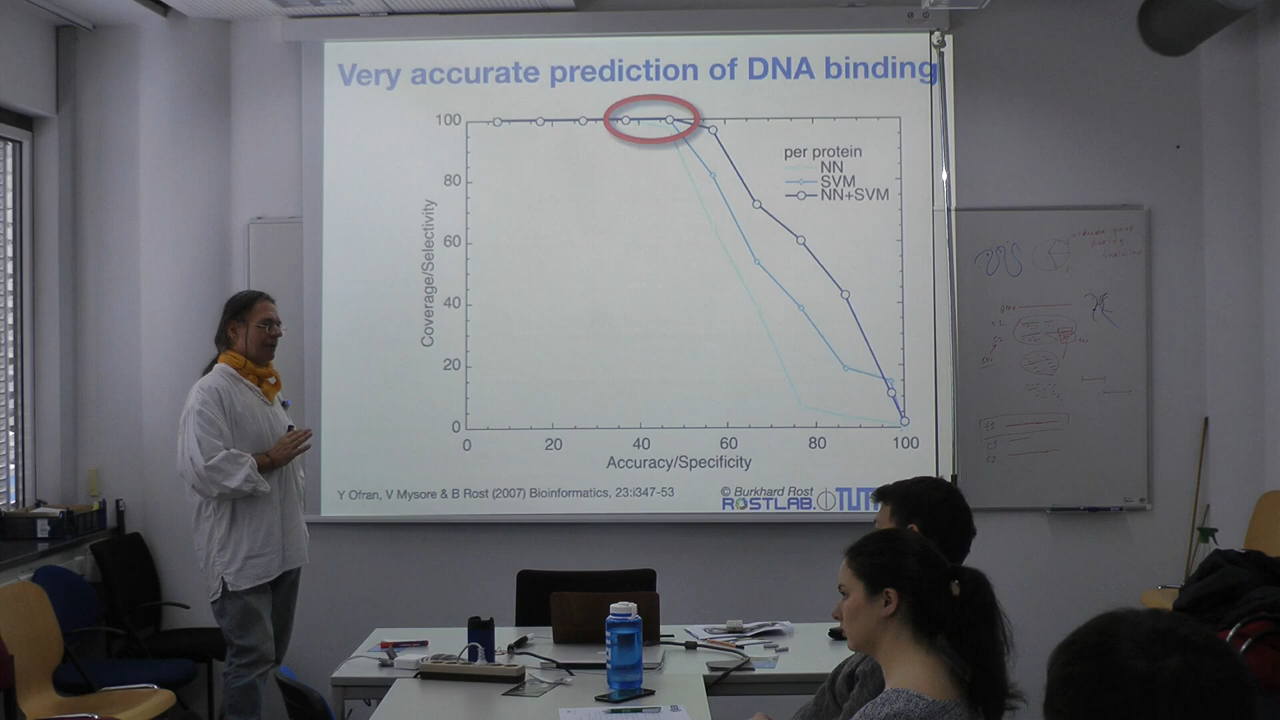 Very accurate prediction of DNA binding
100
80
60
40
20
0
Coverage/Selectivity
per protein
NN
SVM
NN+SVM
0 20 40 60 80 100
Accuracy/Specificity
Y Ofran, V Mysore & B Rost (2007) Bioinformatics, 23:i347-53
© Burkhard Rost
ROSTLAB.